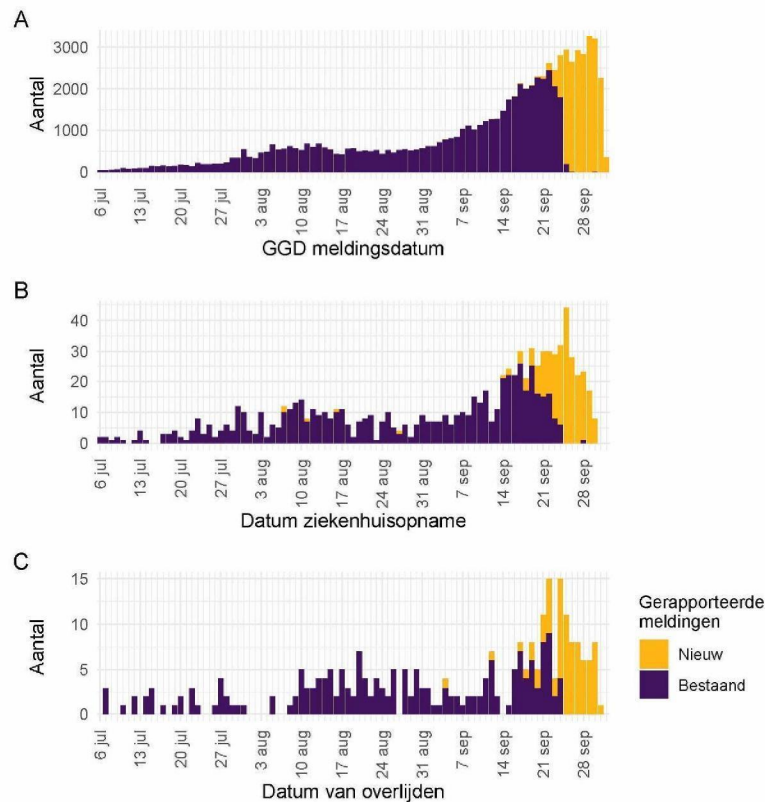 A
Aantal
3000
2000
1000
0
6 jul
13 jul
20 jul
27 jul
3 aug
10 aug
17 aug
24 aug
31 aug
7 sep
14 sep
21 sep
28 sep
GGD meldingsdatum
B
Aantal
40
30
20
10
0
6 jul
13 jul
20 jul
27 jul
3 aug
10 aug
17 aug
24 aug
31 aug
7 sep
14 sep
21 sep
28 sep
Datum ziekenhuisopname
C
Aantal
15
10
5
0
6 jul
13 jul
20 jul
27 jul
3 aug
10 aug
17 aug
24 aug
31 aug
7 sep
14 sep
21 sep
28 sep
Datum van overlijden
Gerapporteerde
meldingen
Nieuw
Bestaand